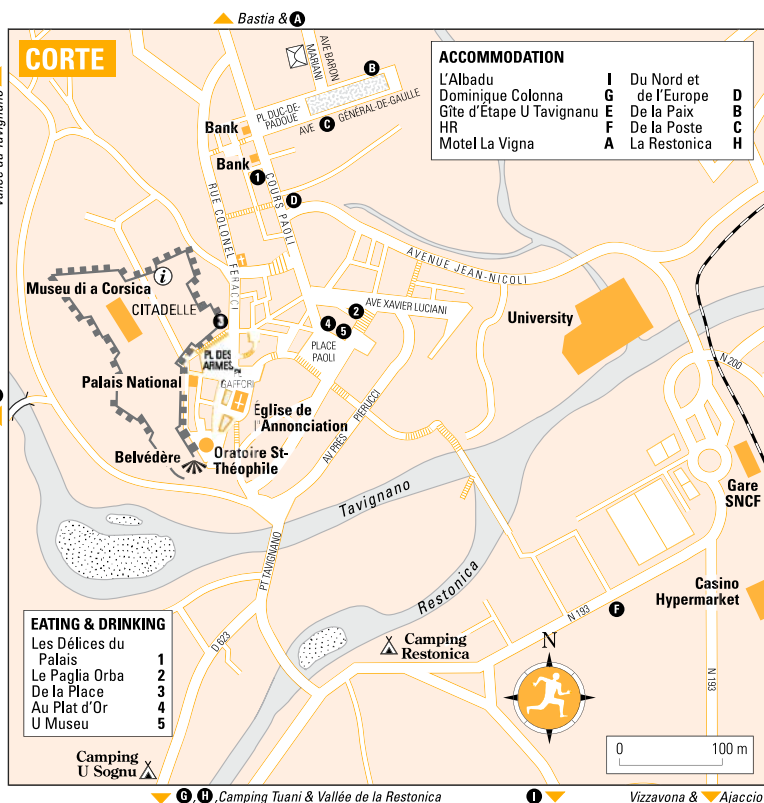 Bastia & A
CORTE
ACCOMMODATION
L'Albadu I
Dominique Colonna G
Gîte d'Étape U Tavignanu E
HR F
Motel La Vigna A
Du Nord et
de l'Europe D
De la Paix B
De la Poste C
La Restonica H
AVE BARON
MARIANI
B
PL DUC-DE-
PADOUE
AVE GÉNÉRAL-DE-GAULLE
C
Bank
Bank
1
COURS PAOLI
D
RUE COLONEL FERACCI
AVENUE JEAN-NICOLI
i
Museu di a Corsica
CITADELLE
3
2
AVE XAVIER LUCIANI
4
5
PLACE
PAOLI
University
PL DES
ARMES
GAFFORI
Palais National
N 200
Église de
l'Annonciation
AV PRÉS PIERUCCI
Belvédère
Oratoire St-
Théophile
Gare
SNCF
Tavignano
PT TAVIGNANO
Restonica
Casino
Hypermarket
N 193
F
EATING & DRINKING
Les Délices du
Palais 1
Le Paglia Orba 2
De la Place 3
Au Plat d'Or 4
U Museu 5
D 623
Camping
Restonica
N
N 193
0 100 m
Camping
U Sognu
G, H, Camping Tuani & Vallée de la Restonica
I
Vizzavona & Ajaccio